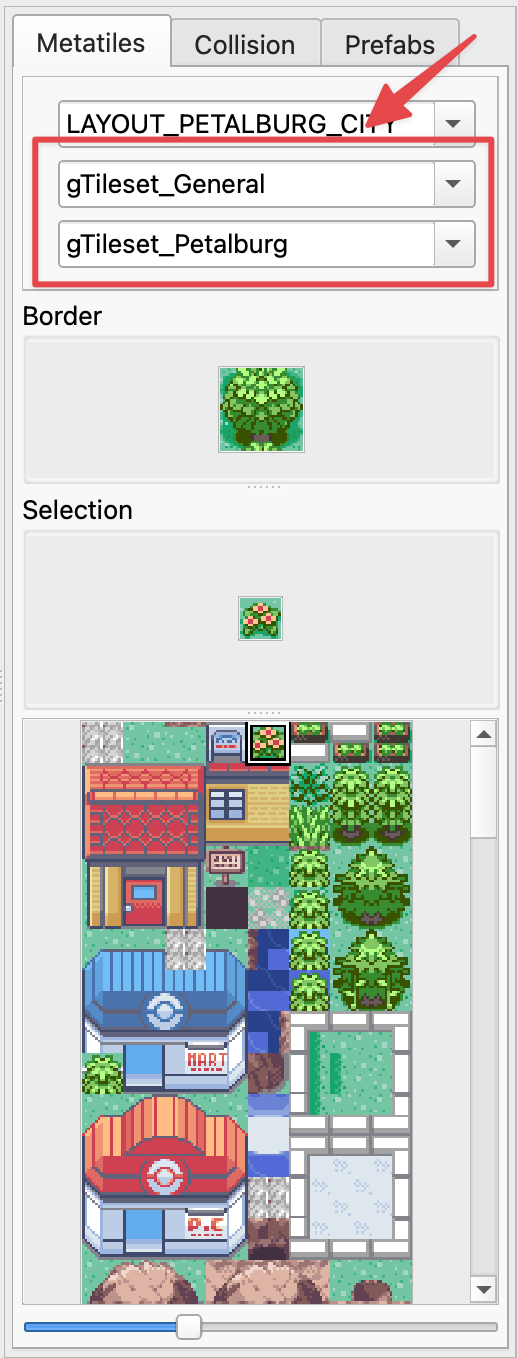 Metatiles
Collision
Prefabs
LAYOUT_PETALBURG_CITY
gTileset_General
gTileset_Petalburg
Border
Selection
MART
P.C